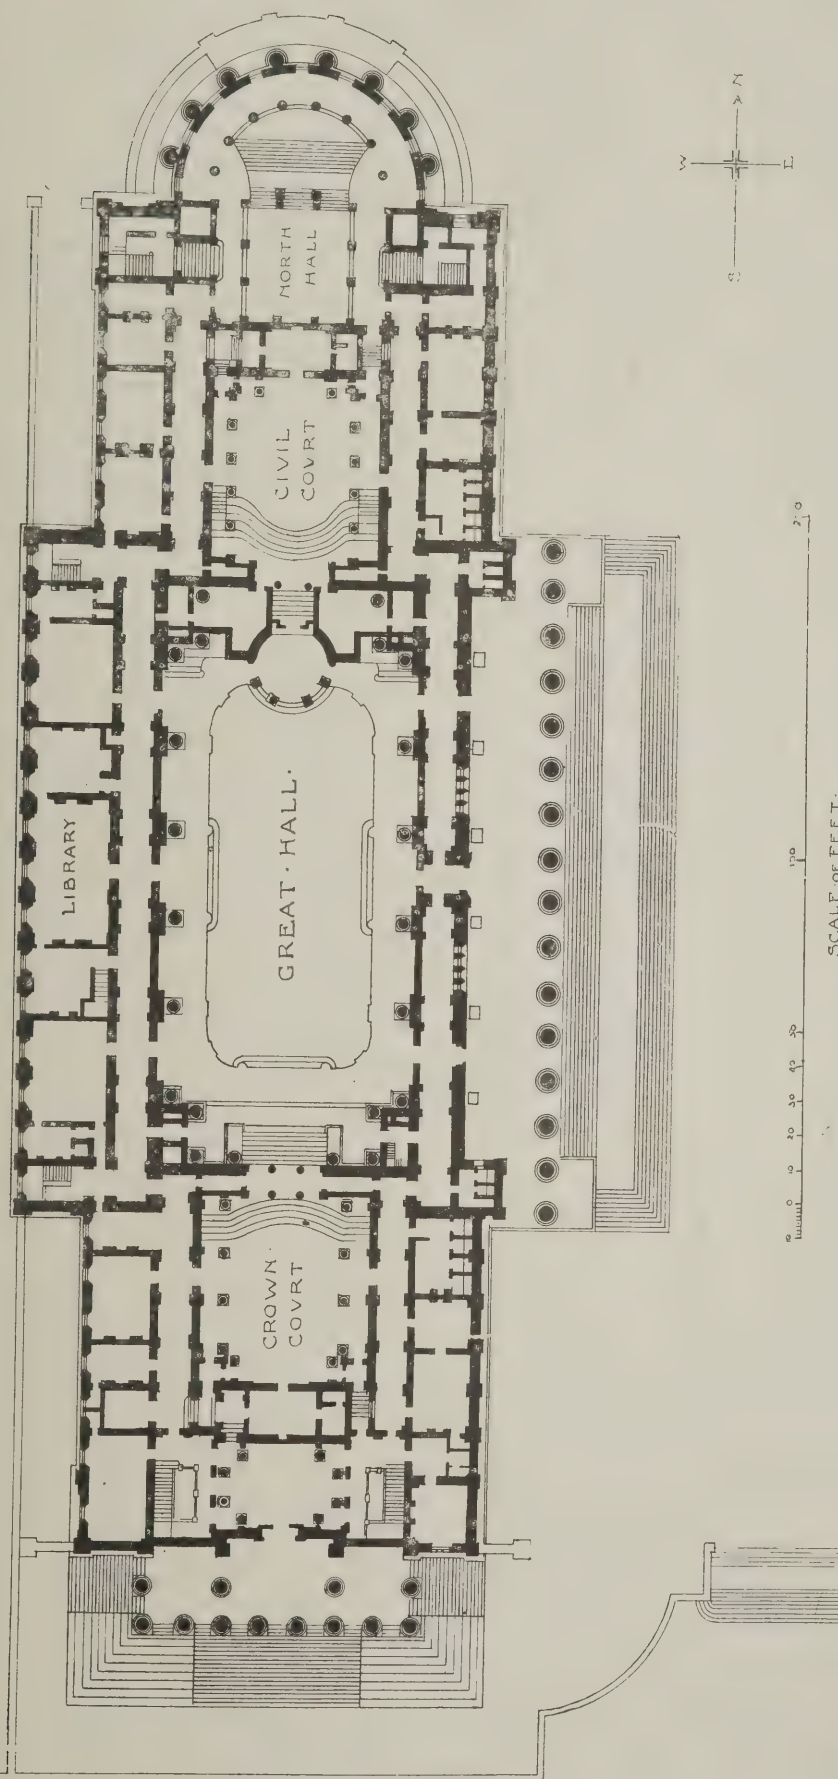 NORTH
HALL
CIVIL
COVRT
LIBRARY
GREAT · HALL ·
CROWN ·
COVRT
N
W
E
S
10 0 10 20 30 40 50 100 200
SCALE · OF FEET ·